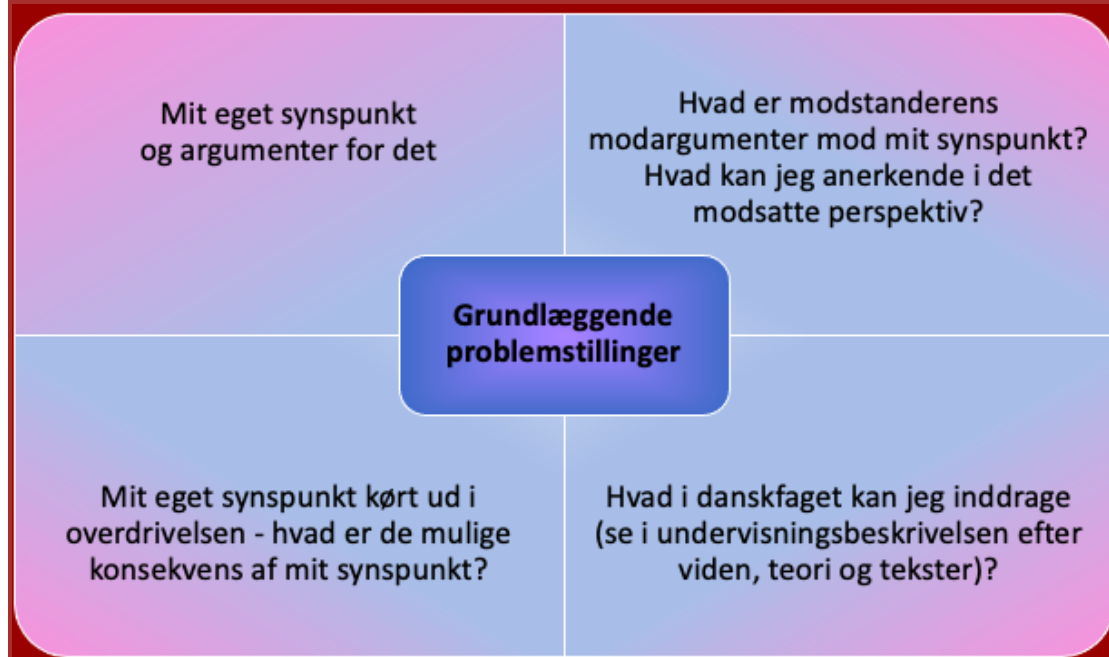 Mit eget synspunkt
og argumenter for det
Hvad er modstanderens
modargumenter mod mit synspunkt?
Hvad kan jeg anerkende i det
modsatte perspektiv?
Grundlæggende
problemstillinger
Mit eget synspunkt kørt ud i
overdrivelsen - hvad er de mulige
konsekvens af mit synspunkt?
Hvad i danskfaget kan jeg inddrage
(se i undervisningsbeskrivelsen efter
viden, teori og tekster)?